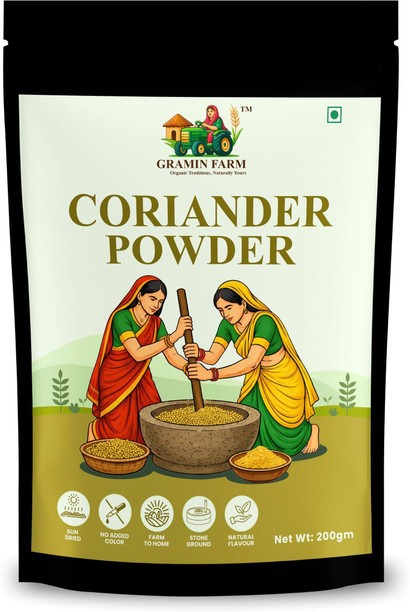 TM
GRAMIN FARM
Organic Traditions, Naturally Yours
CORIANDER
POWDER
SUN
DRIED
NO ADDED
COLOR
FARM
TO HOME
STONE
GROUND
NATURAL
FLAVOUR
Net Wt: 200gm